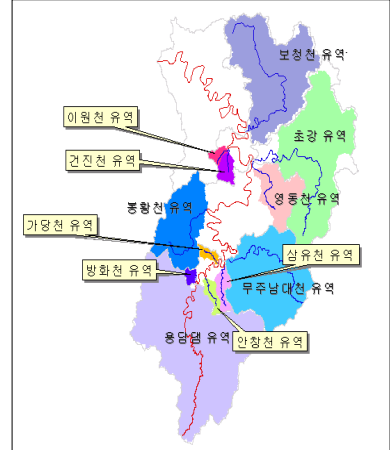 보청천 유역
이원천 유역
초강 유역
건진천 유역
영동천 유역
봉황천 유역
가당천 유역
삼유천 유역
방화천 유역
무주남대천 유역
용담댐 유역
안창천 유역